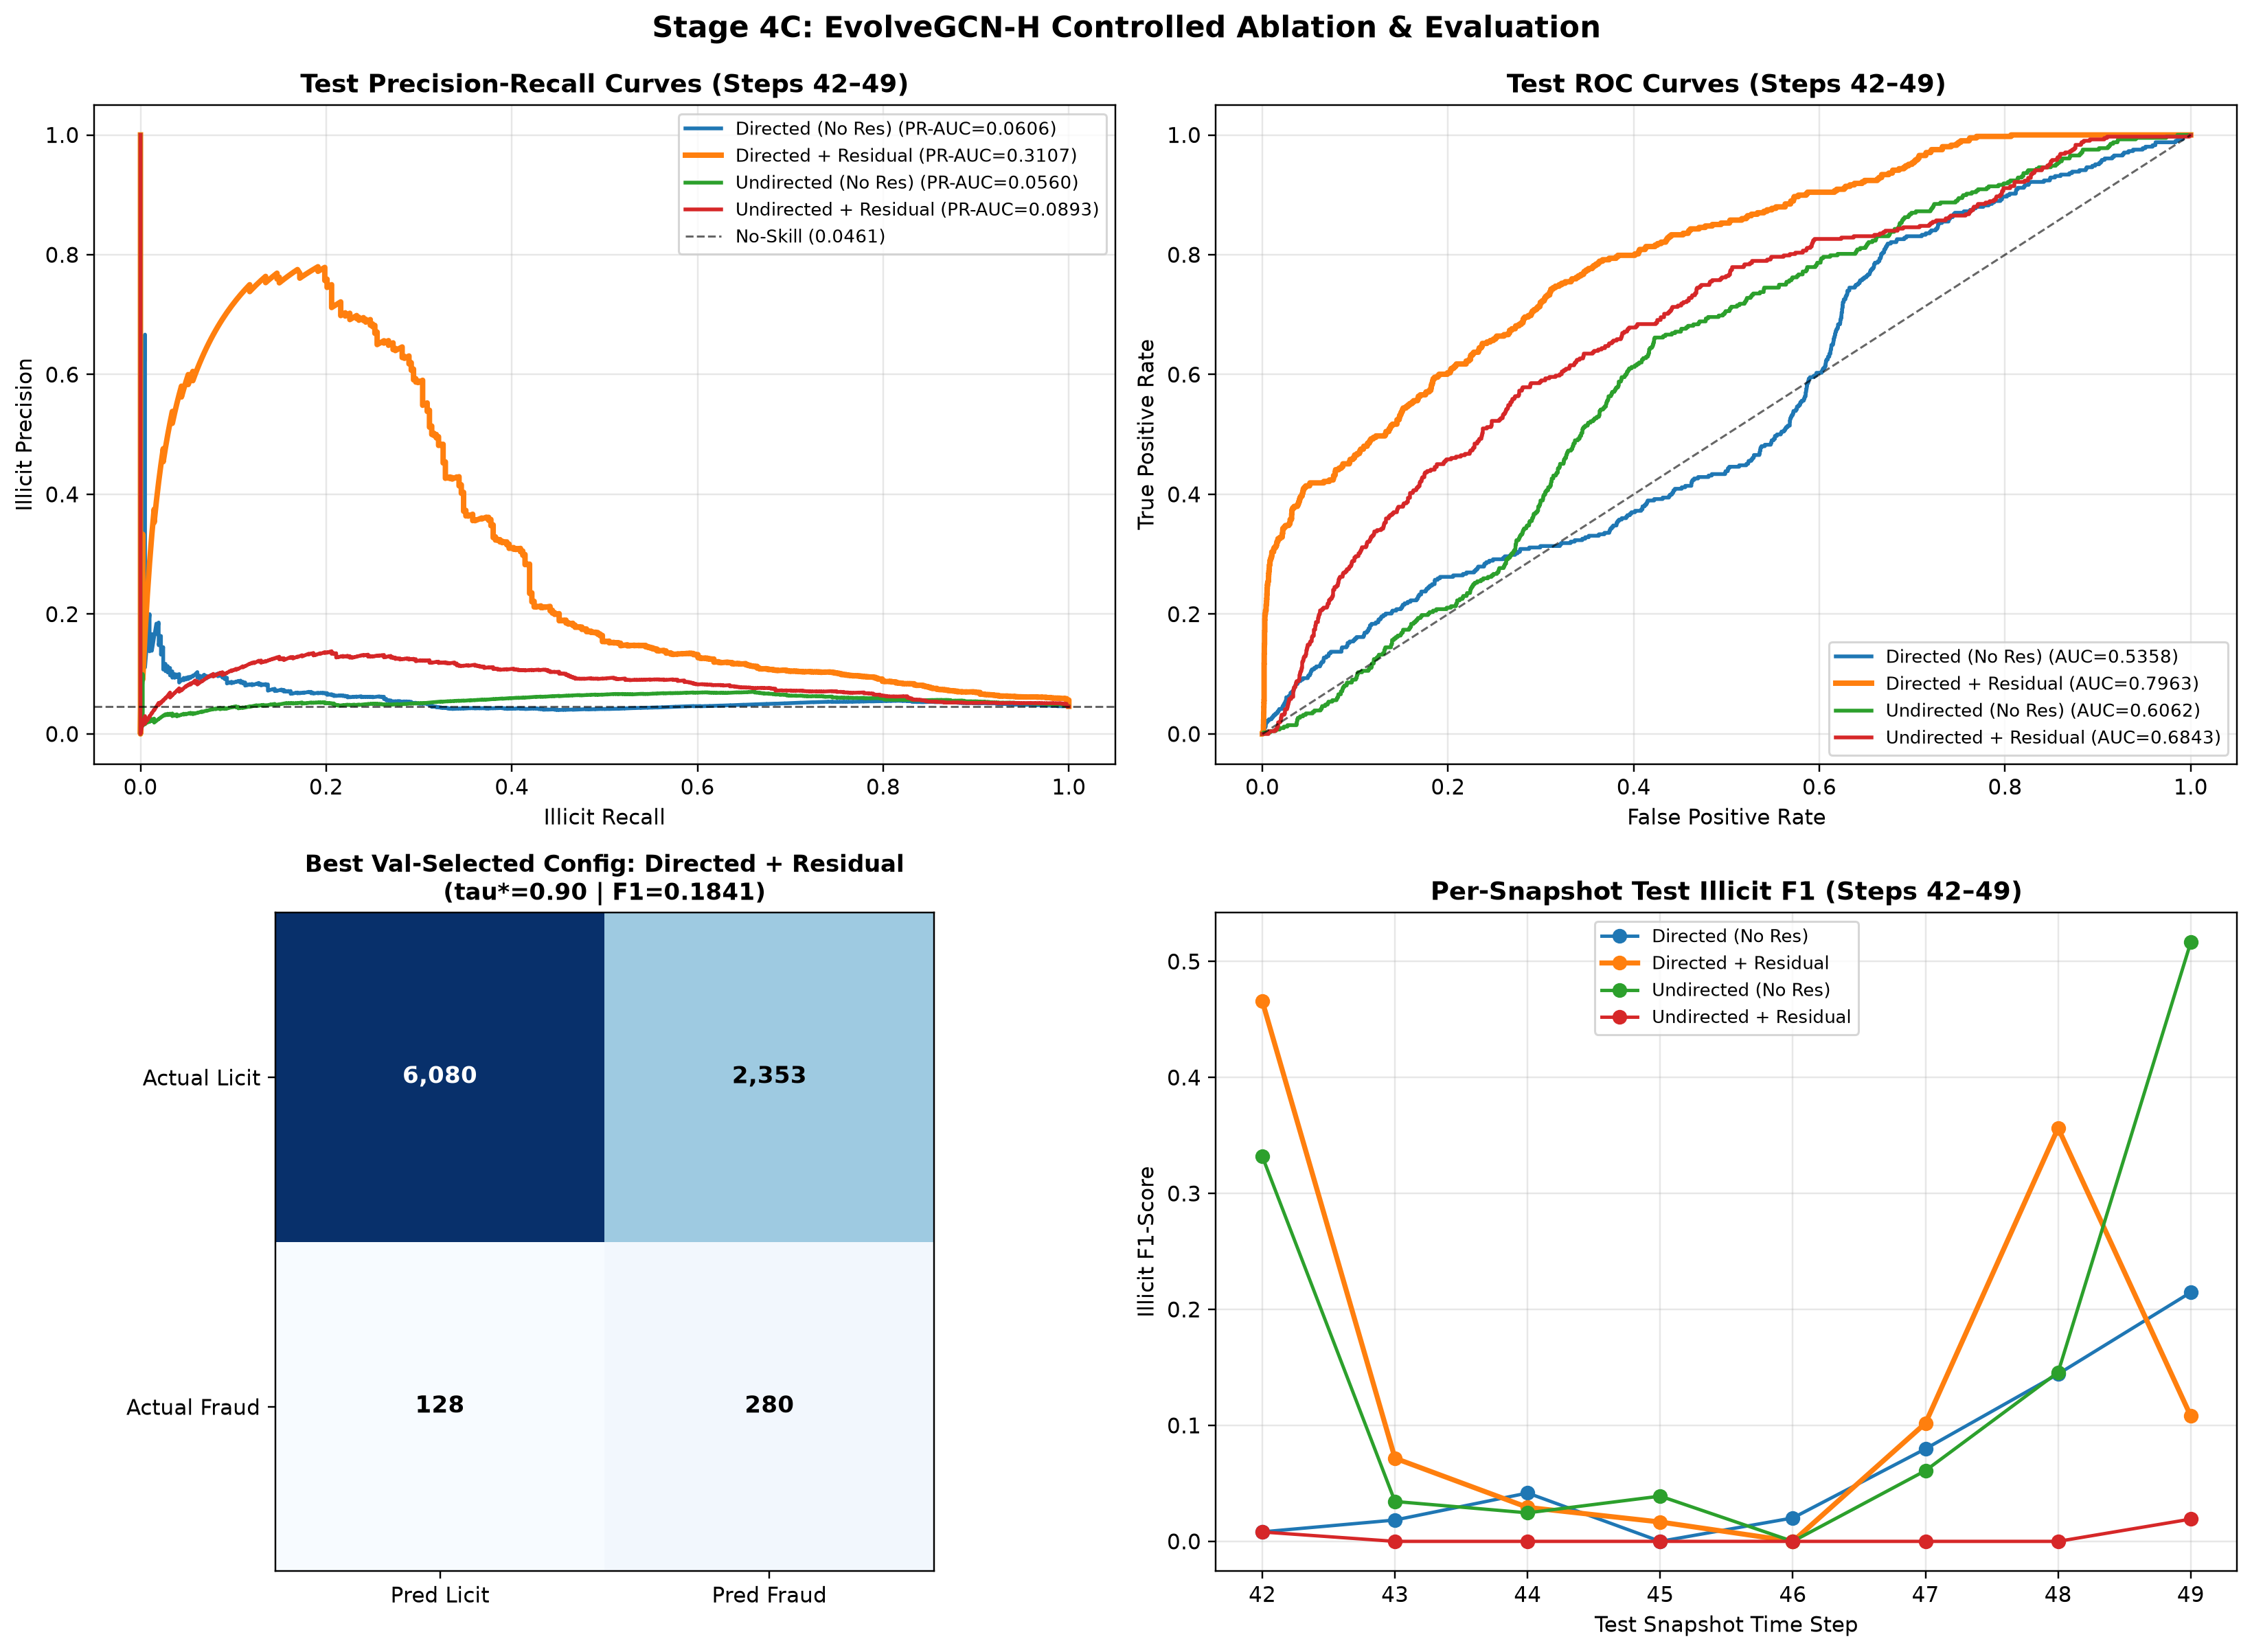 Stage 4C: EvolveGCN-H Controlled Ablation & Evaluation
Test Precision-Recall Curves (Steps 42–49)
Illicit Precision
1.0
0.8
0.6
0.4
0.2
0.0
Directed (No Res) (PR-AUC=0.0606)
Directed + Residual (PR-AUC=0.3107)
Undirected (No Res) (PR-AUC=0.0560)
Undirected + Residual (PR-AUC=0.0893)
No-Skill (0.0461)
0.0 0.2 0.4 0.6 0.8 1.0
Illicit Recall
Test ROC Curves (Steps 42–49)
True Positive Rate
1.0
0.8
0.6
0.4
0.2
0.0
Directed (No Res) (AUC=0.5358)
Directed + Residual (AUC=0.7963)
Undirected (No Res) (AUC=0.6062)
Undirected + Residual (AUC=0.6843)
0.0 0.2 0.4 0.6 0.8 1.0
False Positive Rate
Best Val-Selected Config: Directed + Residual
(tau*=0.90 | F1=0.1841)
Actual Licit 6,080 2,353
Actual Fraud 128 280
Pred Licit Pred Fraud
Per-Snapshot Test Illicit F1 (Steps 42–49)
Illicit F1-Score
0.5
0.4
0.3
0.2
0.1
0.0
Directed (No Res)
Directed + Residual
Undirected (No Res)
Undirected + Residual
42 43 44 45 46 47 48 49
Test Snapshot Time Step